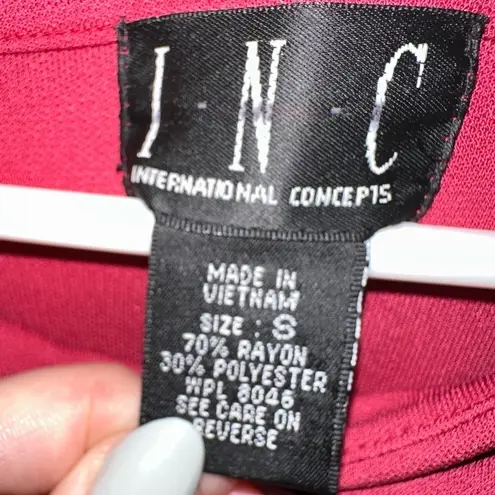 I-N-C
INTERNATIONAL CONCEPTS
MADE IN
VIETNAM
SIZE : S
70% RAYON
30% POLYESTER
WPL 8046
SEE CARE ON
REVERSE